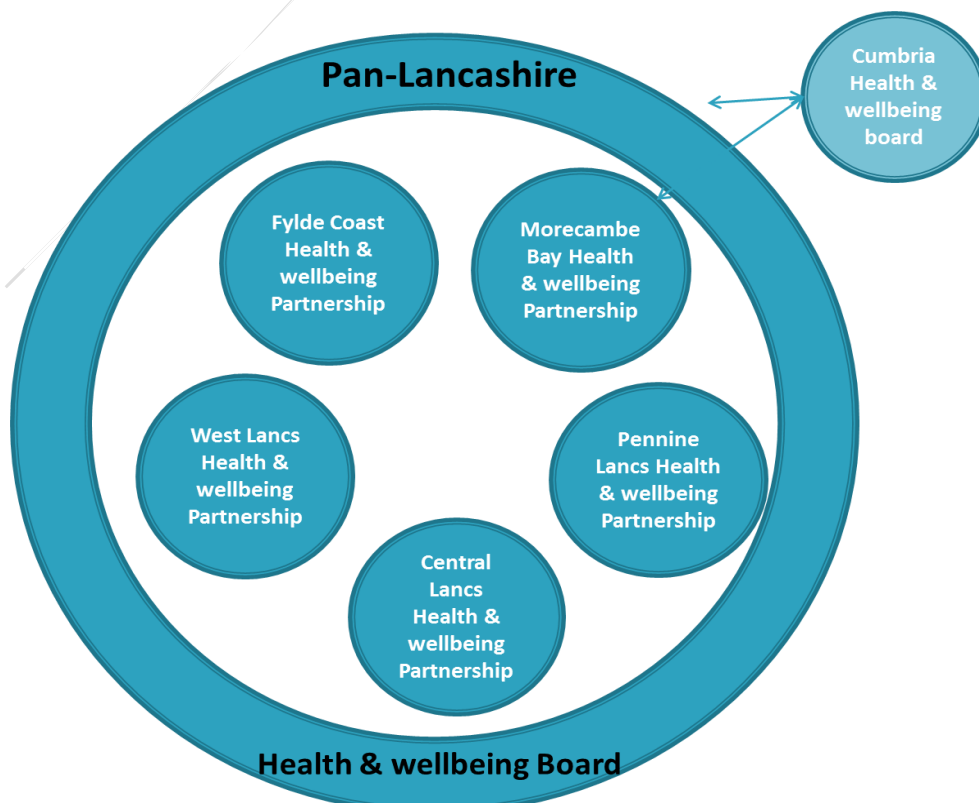 Pan-Lancashire
Cumbria
Health &
wellbeing
board
Fylde Coast
Health &
wellbeing
Partnership
Morecambe
Bay Health
& wellbeing
Partnership
West Lancs
Health &
wellbeing
Partnership
Pennine
Lancs Health
& wellbeing
Partnership
Central
Lancs
Health &
wellbeing
Partnership
Health & wellbeing Board